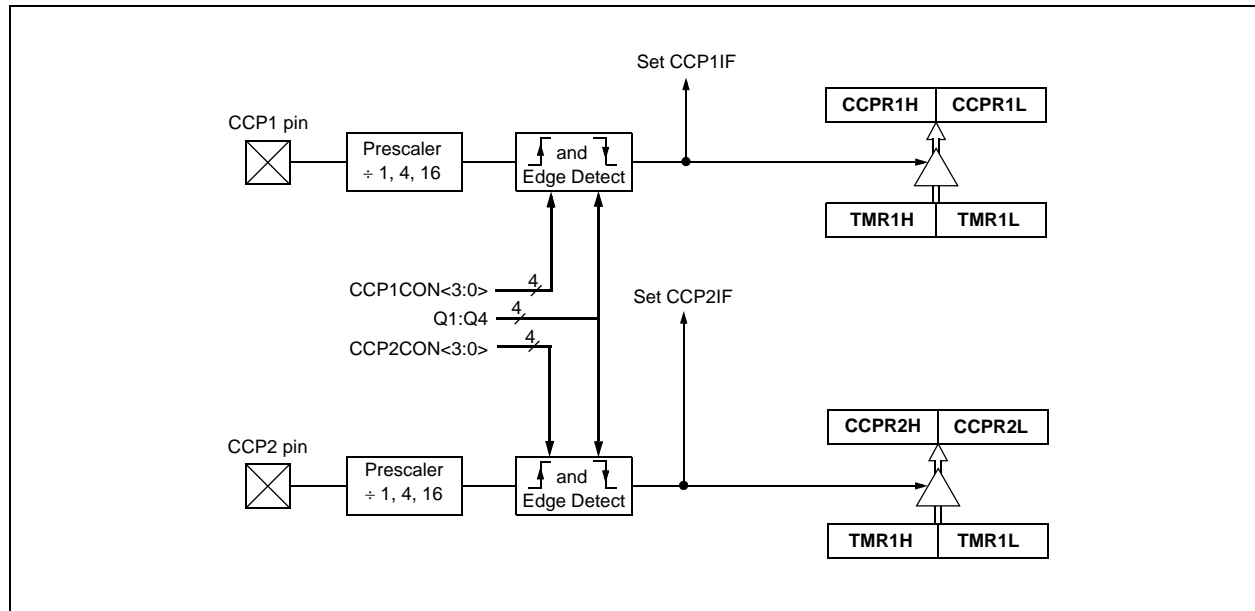 Set CCP1IF
CCPR1H CCPR1L
CCP1 pin
Prescaler
÷ 1, 4, 16
and
Edge Detect
TMR1H TMR1L
CCP1CON<3:0>
4
Q1:Q4
4
CCP2CON<3:0>
4
Set CCP2IF
CCPR2H CCPR2L
CCP2 pin
Prescaler
÷ 1, 4, 16
and
Edge Detect
TMR1H TMR1L